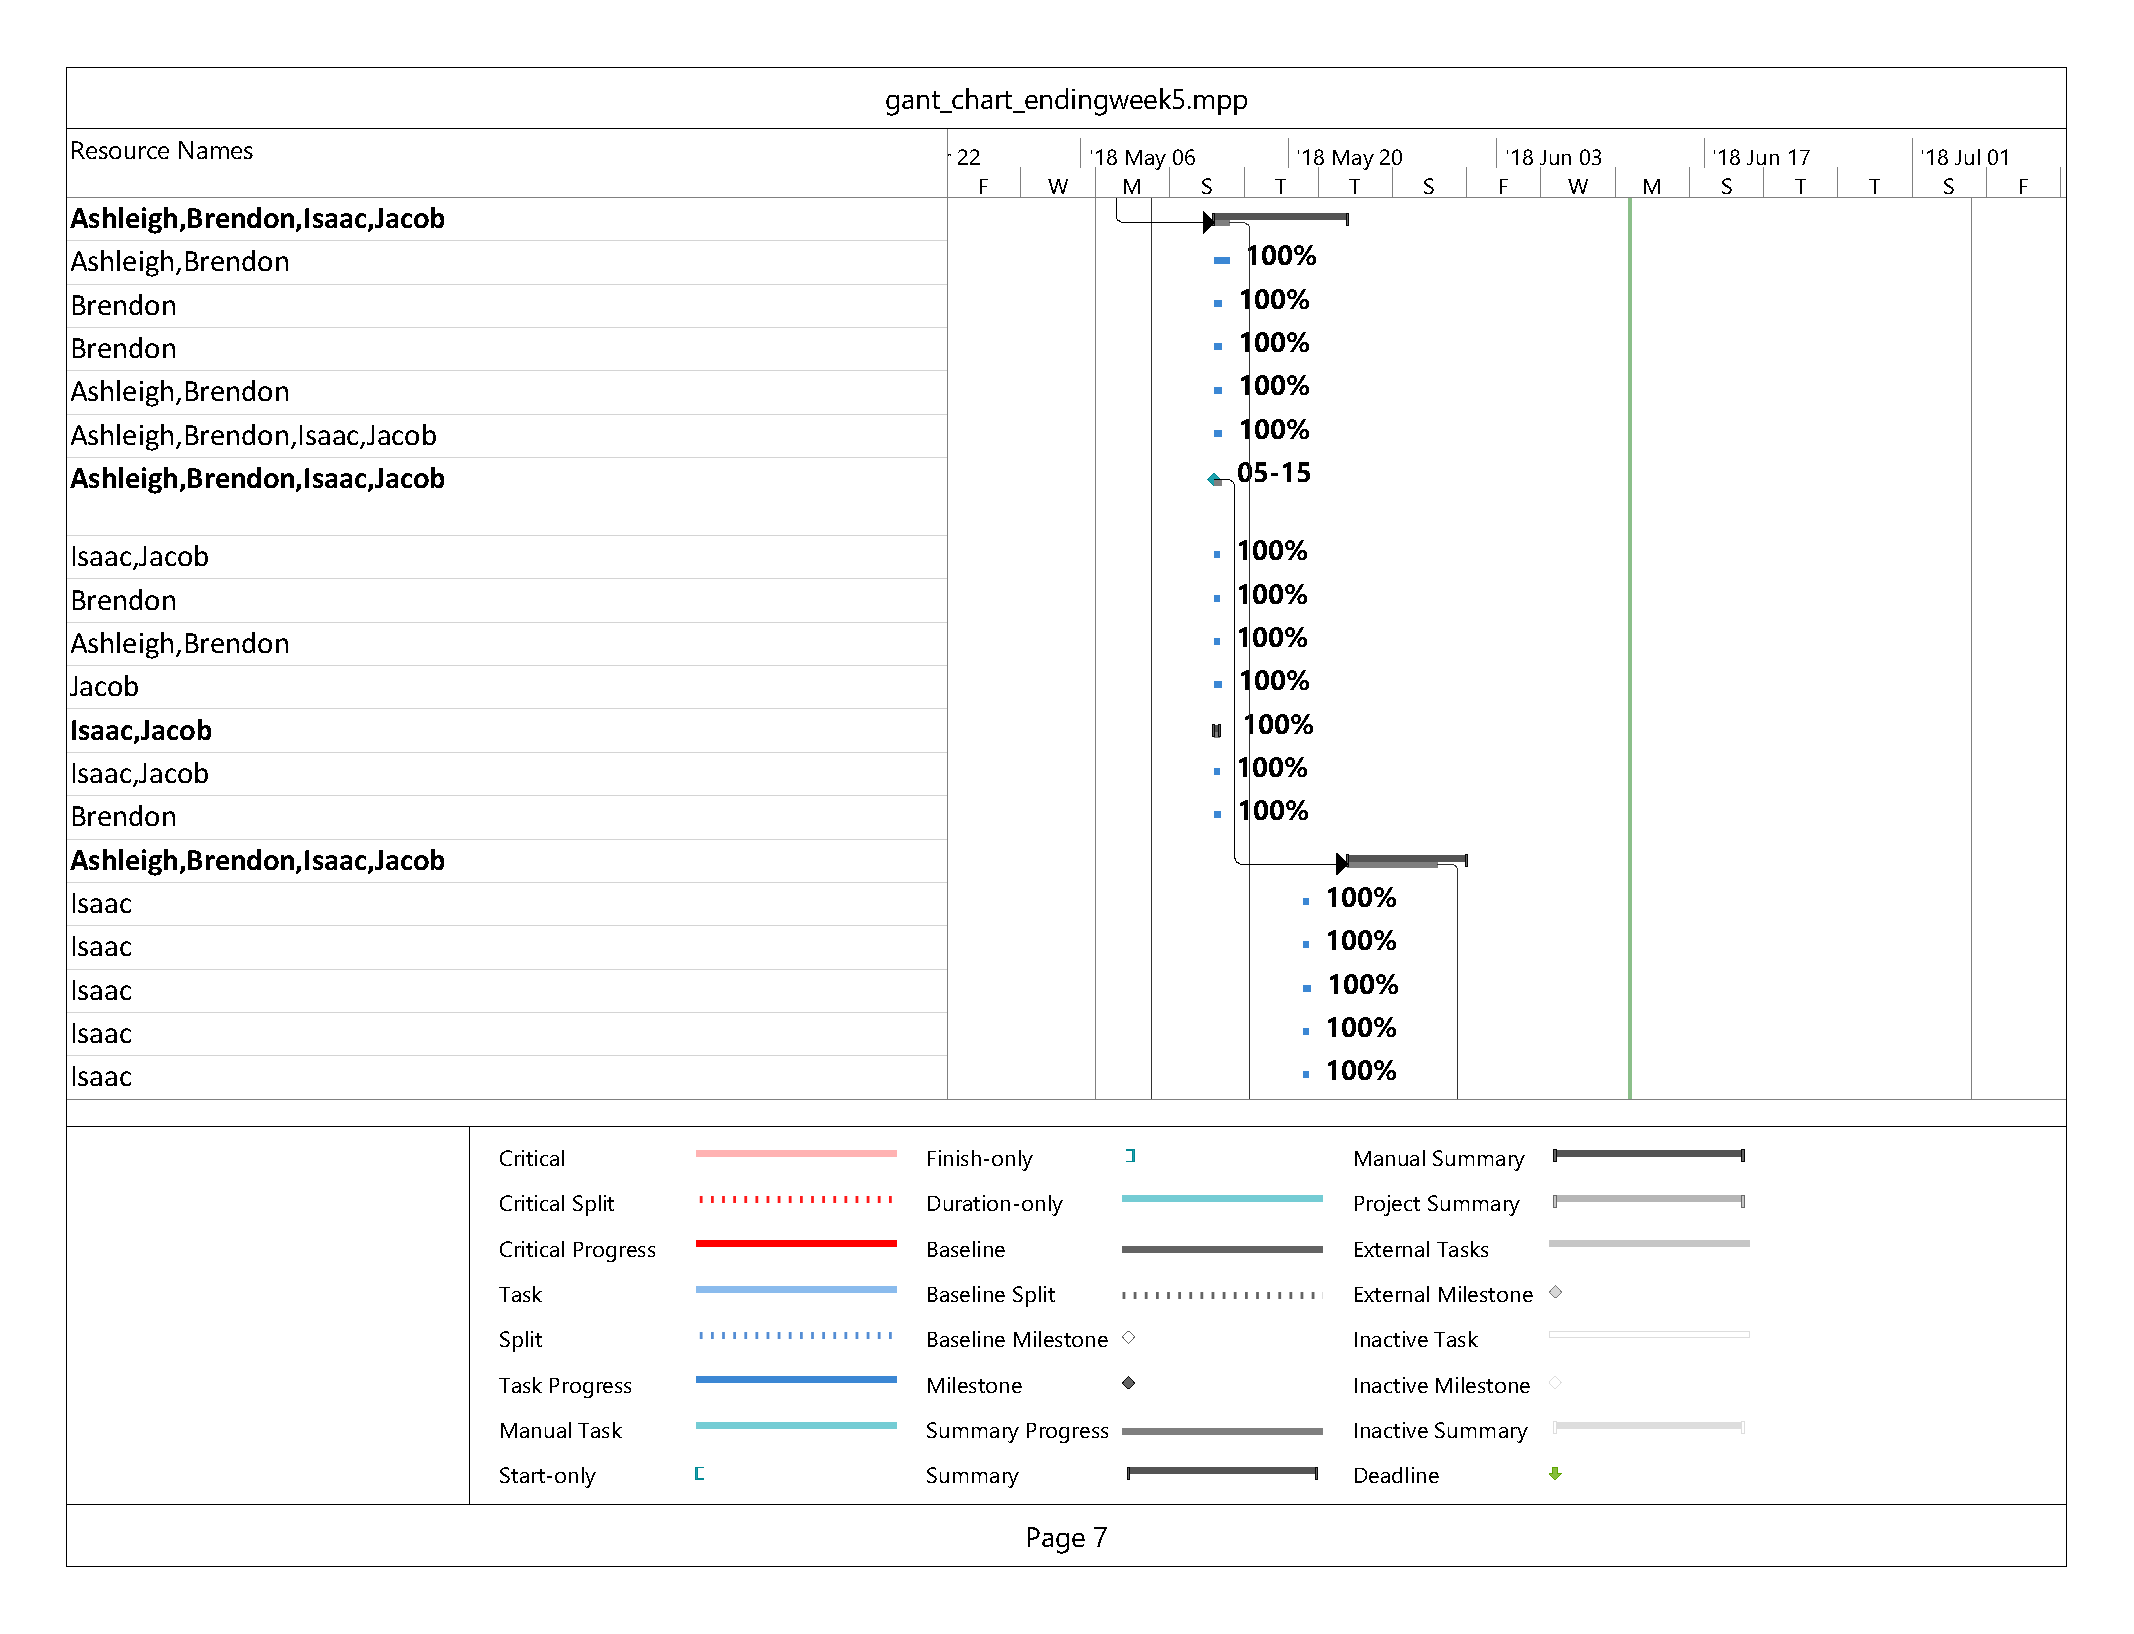 gant_chart_endingweek5.mpp
Resource Names
r 22 '18 May 06 '18 May 20 '18 Jun 03 '18 Jun 17 '18 Jul 01
F W M S T T S F W M S T T S F
Ashleigh,Brendon,Isaac,Jacob
Ashleigh,Brendon 100%
Brendon 100%
Brendon 100%
Ashleigh,Brendon 100%
Ashleigh,Brendon,Isaac,Jacob 100%
Ashleigh,Brendon,Isaac,Jacob 05-15
Isaac,Jacob 100%
Brendon 100%
Ashleigh,Brendon 100%
Jacob 100%
Isaac,Jacob 100%
Isaac,Jacob 100%
Brendon 100%
Ashleigh,Brendon,Isaac,Jacob
Isaac 100%
Isaac 100%
Isaac 100%
Isaac 100%
Isaac 100%
Critical Finish-only Manual Summary
Critical Split Duration-only Project Summary
Critical Progress Baseline External Tasks
Task Baseline Split External Milestone
Split Baseline Milestone Inactive Task
Task Progress Milestone Inactive Milestone
Manual Task Summary Progress Inactive Summary
Start-only Summary Deadline
Page 7